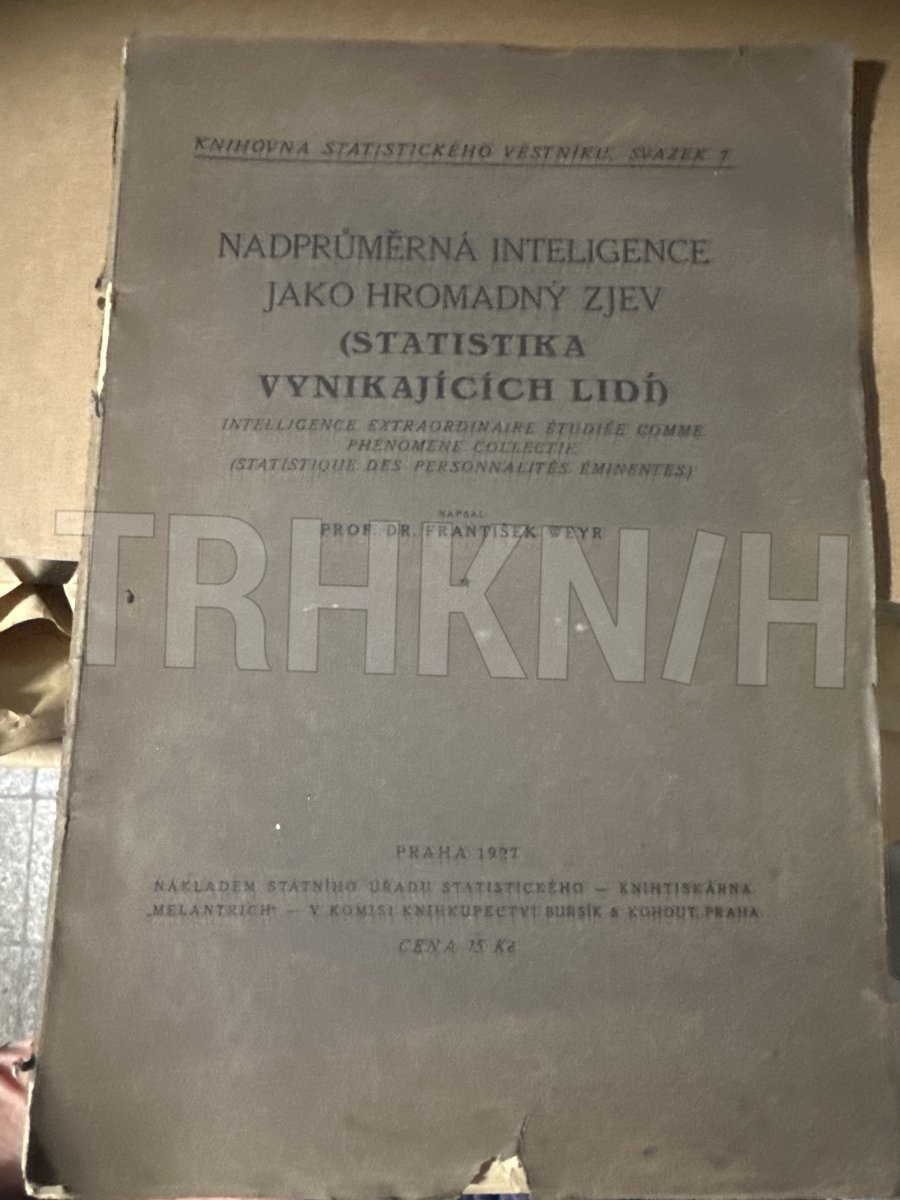 KNIHOVNA STATISTICKÉHO VĚSTNÍKU, SVAZEK 7
NADPRŮMĚRNÁ INTELIGENCE
JAKO HROMADNÝ ZJEV
(STATISTIKA
VYNIKAJÍCÍCH LIDÍ)
INTELLIGENCE EXTRAORDINAIRE ÉTUDIÉE COMME
PHÉNOMÈNE COLLECTIF
(STATISTIQUE DES PERSONNALITÉS ÉMINENTES)
NAPSAL
PROF. DR. FRANTIŠEK WEYR
TRHKN/H
PRAHA 1927
NÁKLADEM STÁTNÍHO ÚŘADU STATISTICKÉHO — KNIHTISKÁRNA
„MELANTRICH“ — V KOMISI KNIHKUPECTVÍ BURSÍK & KOHOUT, PRAHA
CENA 15 Kč